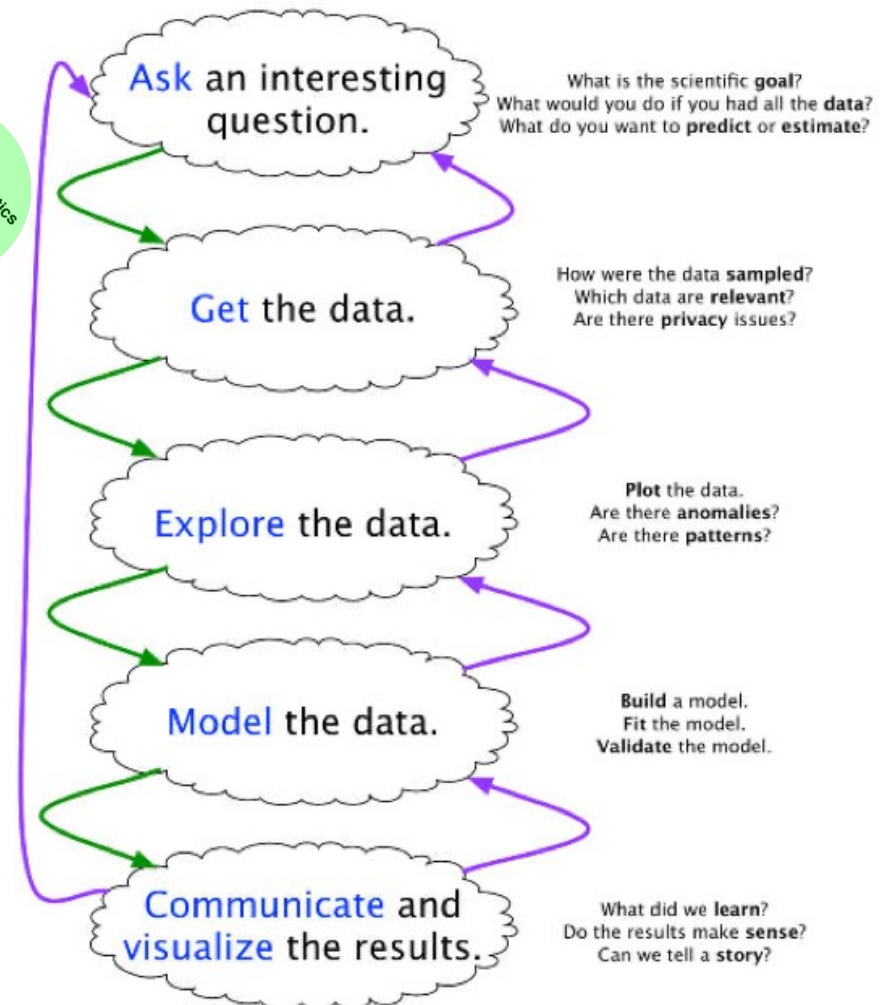 Ask an interesting
question.
What is the scientific goal?
What would you do if you had all the data?
What do you want to predict or estimate?
Get the data.
How were the data sampled?
Which data are relevant?
Are there privacy issues?
Explore the data.
Plot the data.
Are there anomalies?
Are there patterns?
Model the data.
Build a model.
Fit the model.
Validate the model.
Communicate and
visualize the results.
What did we learn?
Do the results make sense?
Can we tell a story?